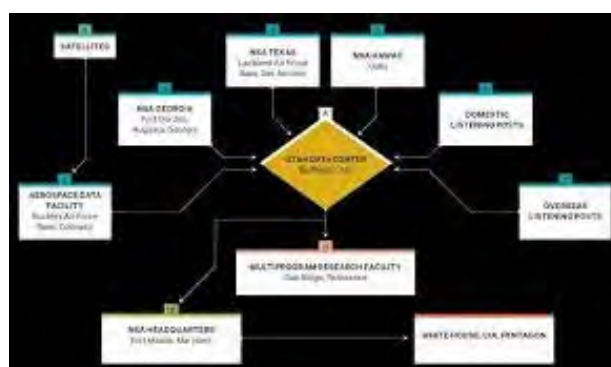 SATELLITES
NSA TEXAS
Lackland Air Force
Base, San Antonio
NSA HAWAII
Oahu
NSA GEORGIA
Fort Gordon,
Augusta, Georgia
DOMESTIC
LISTENING POSTS
UTAH DATA CENTER
Bluffdale, Utah
AEROSPACE DATA
FACILITY
Buckley Air Force
Base, Colorado
OVERSEAS
LISTENING POSTS
MULTIPROGRAM RESEARCH FACILITY
Oak Ridge, Tennessee
NSA HEADQUARTERS
Fort Meade, Maryland
WHITE HOUSE, CIA, PENTAGON